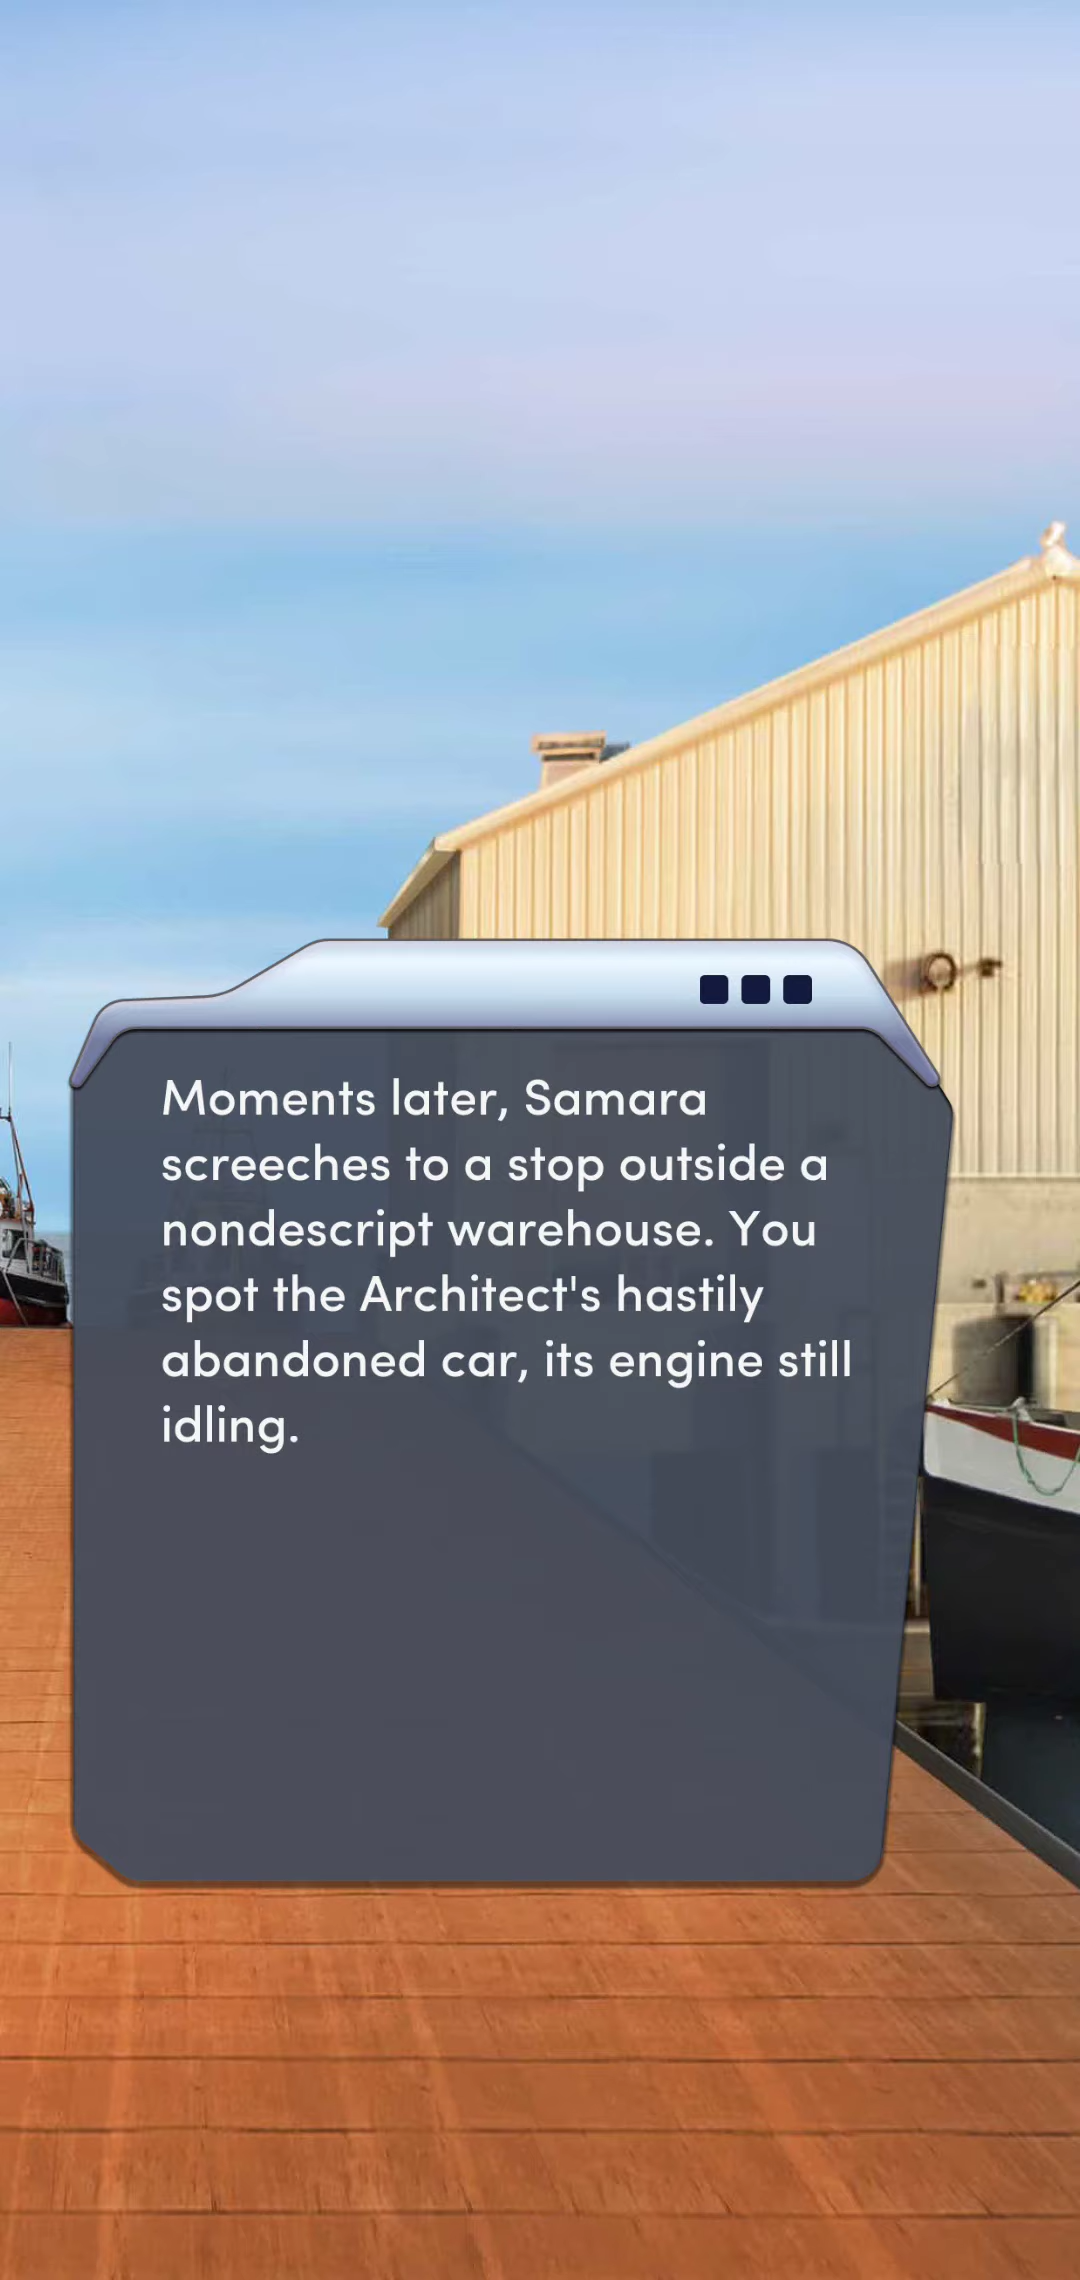 Moments later, Samara
screeches to a stop outside a
nondescript warehouse. You
spot the Architect's hastily
abandoned car, its engine still
idling.